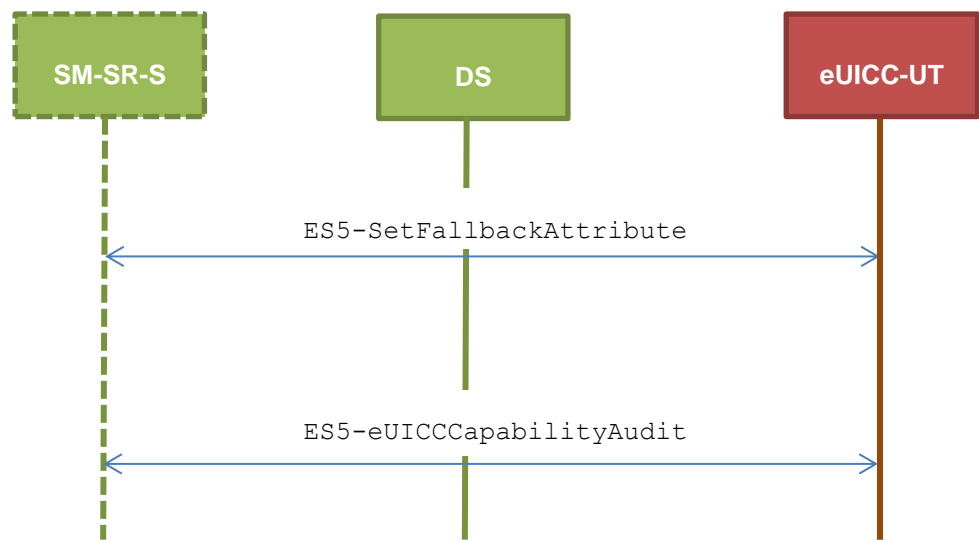 SM-SR-S
DS
eUICC-UT
ES5-SetFallbackAttribute
ES5-eUICCCapabilityAudit